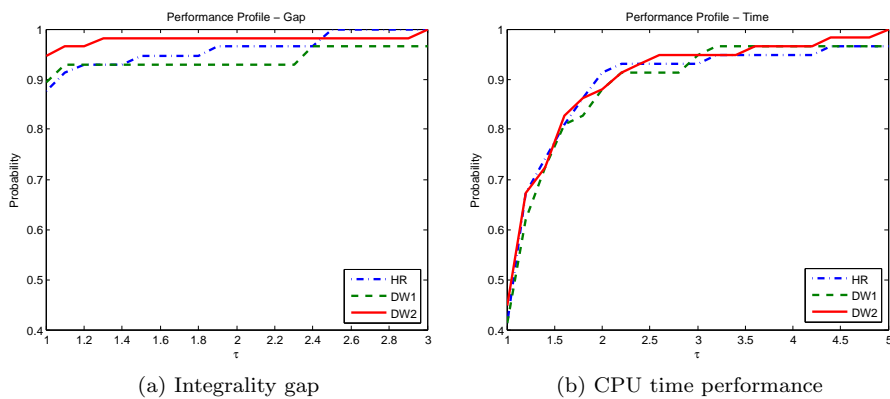 Performance Profile – Gap
1
0.9
0.8
0.7
0.6
0.5
0.4
Probability
1 1.2 1.4 1.6 1.8 2 2.2 2.4 2.6 2.8 3
τ
HR
DW1
DW2
(a) Integrality gap
Performance Profile – Time
1
0.9
0.8
0.7
0.6
0.5
0.4
Probability
1 1.5 2 2.5 3 3.5 4 4.5 5
τ
HR
DW1
DW2
(b) CPU time performance